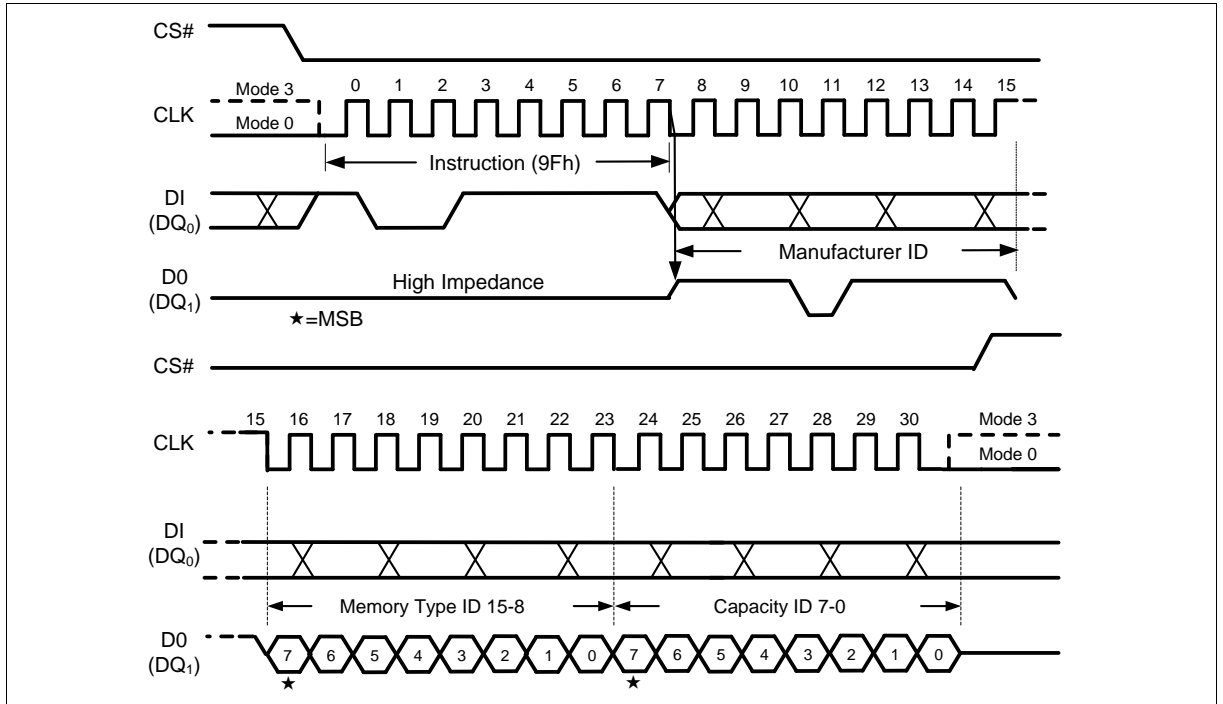 CS#
Mode 3 0 1 2 3 4 5 6 7 8 9 10 11 12 13 14 15
CLK
Mode 0
Instruction (9Fh)
DI
(DQ0)
Manufacturer ID
D0
(DQ1)
High Impedance
★=MSB
CS#
15 16 17 18 19 20 21 22 23 24 25 26 27 28 29 30 Mode 3
CLK
Mode 0
DI
(DQ0)
Memory Type ID 15-8 Capacity ID 7-0
D0
(DQ1)
7 6 5 4 3 2 1 0 7 6 5 4 3 2 1 0
★ ★